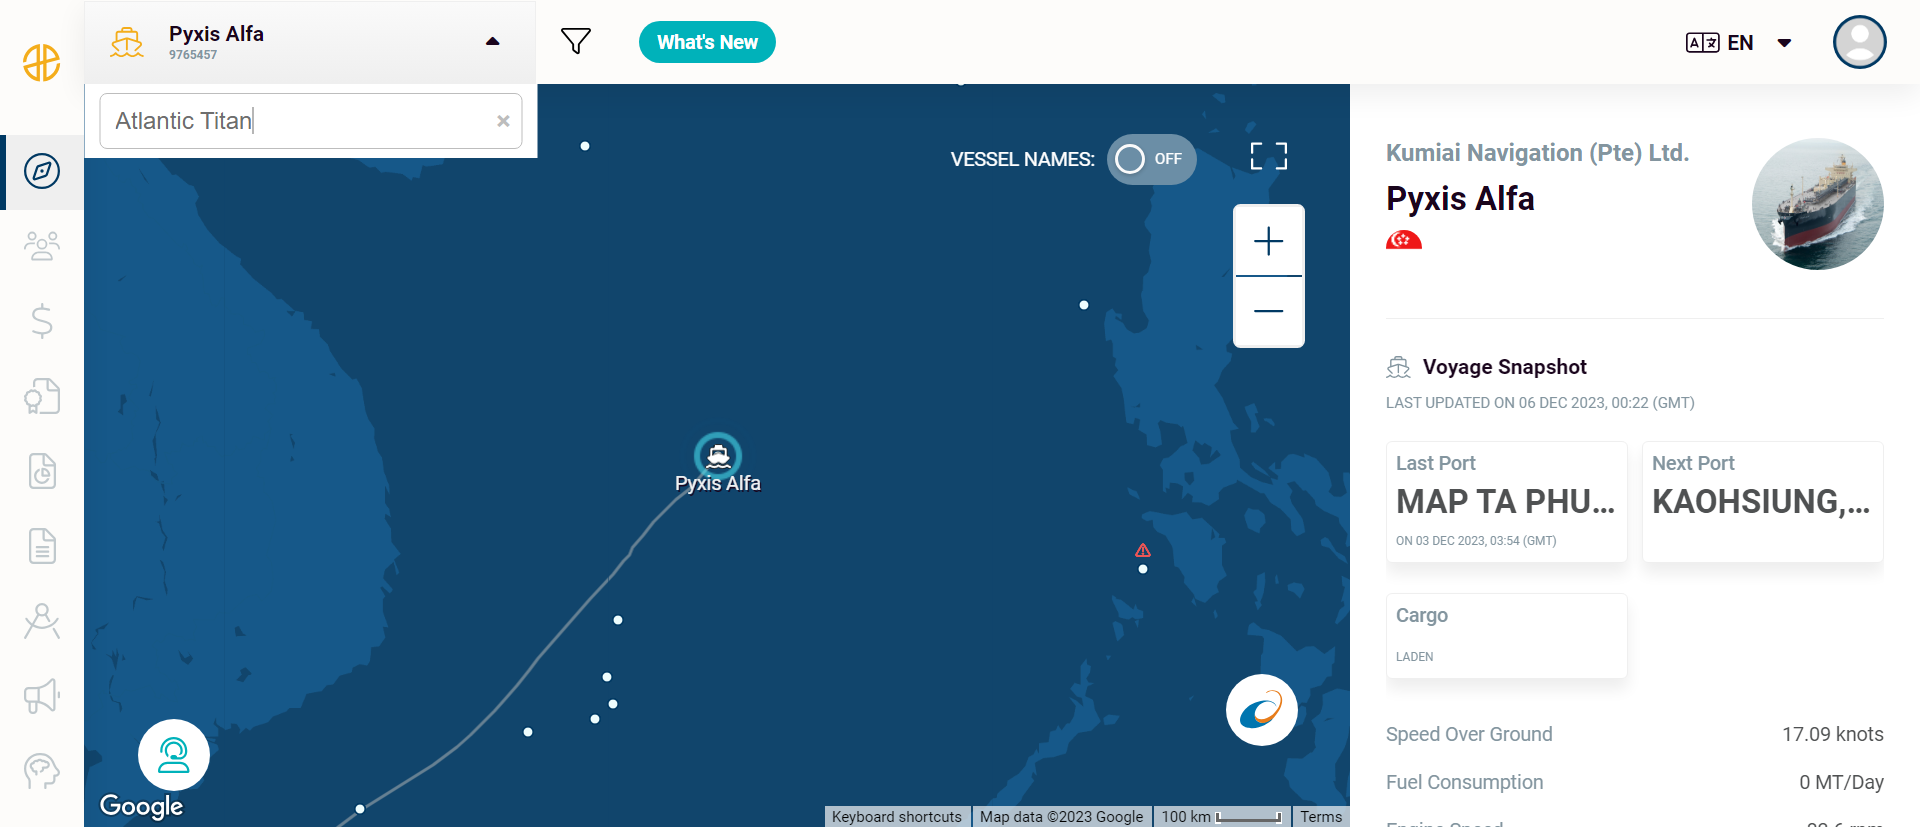 Pyxis Alfa
9765457
What's New
EN
Atlantic Titan
VESSEL NAMES:
OFF
Pyxis Alfa
Google
Keyboard shortcuts
Map data ©2023 Google
100 km
Terms
Kumiai Navigation (Pte) Ltd.
Pyxis Alfa
Voyage Snapshot
LAST UPDATED ON 06 DEC 2023, 00:22 (GMT)
Last Port
MAP TA PHU...
ON 03 DEC 2023, 03:54 (GMT)
Next Port
KAOHSIUNG,...
Cargo
LADEN
Speed Over Ground
17.09 knots
Fuel Consumption
0 MT/Day